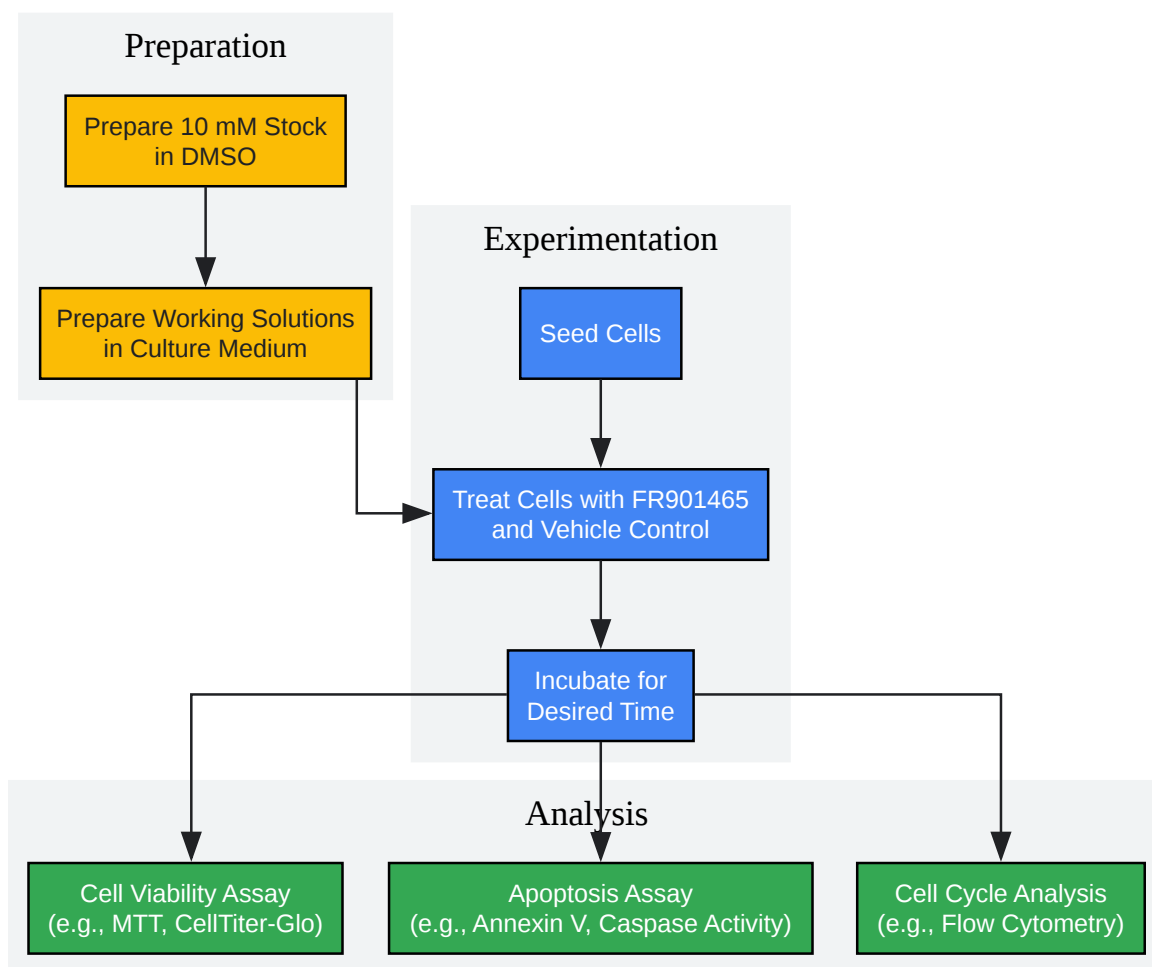 Preparation
Prepare 10 mM Stock
in DMSO
Prepare Working Solutions
in Culture Medium
Experimentation
Seed Cells
Treat Cells with FR901465
and Vehicle Control
Incubate for
Desired Time
Analysis
Cell Viability Assay
(e.g., MTT, CellTiter-Glo)
Apoptosis Assay
(e.g., Annexin V, Caspase Activity)
Cell Cycle Analysis
(e.g., Flow Cytometry)